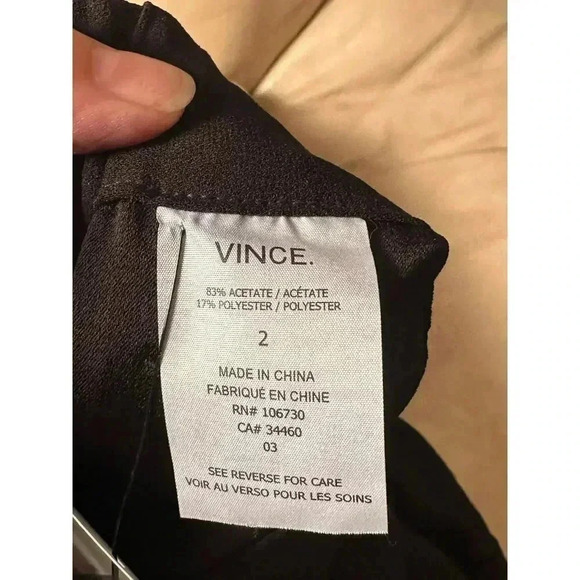 VINCE.
83% ACETATE / ACÉTATE
17% POLYESTER / POLYESTER
2
MADE IN CHINA
FABRIQUÉ EN CHINE
RN# 106730
CA# 34460
03
SEE REVERSE FOR CARE
VOIR AU VERSO POUR LES SOINS